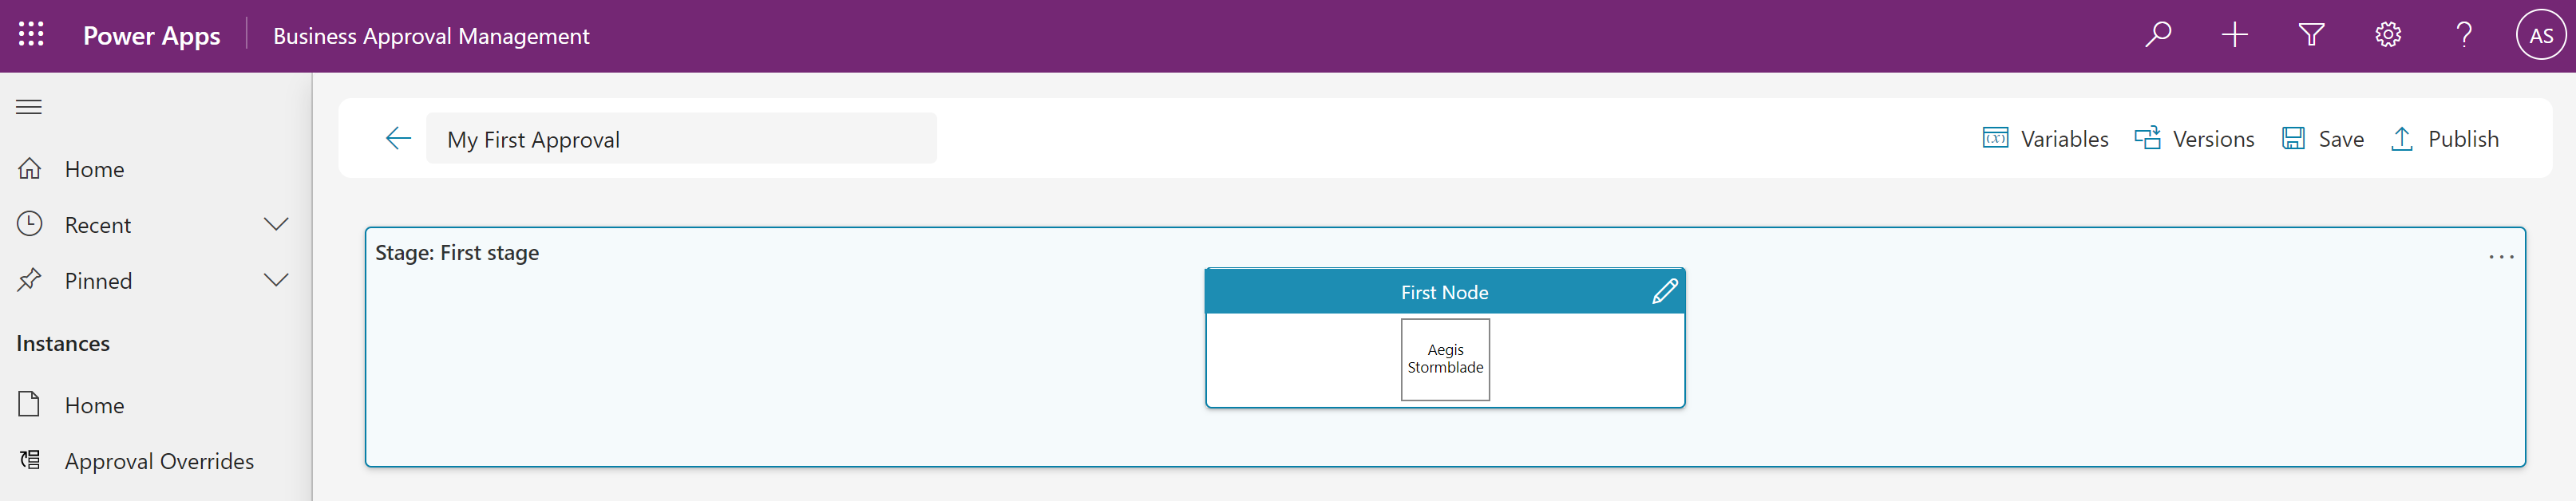 Power Apps
Business Approval Management
AS
Home
Recent
Pinned
Instances
Home
Approval Overrides
My First Approval
Variables
Versions
Save
Publish
Stage: First stage
First Node
Aegis
Stormblade